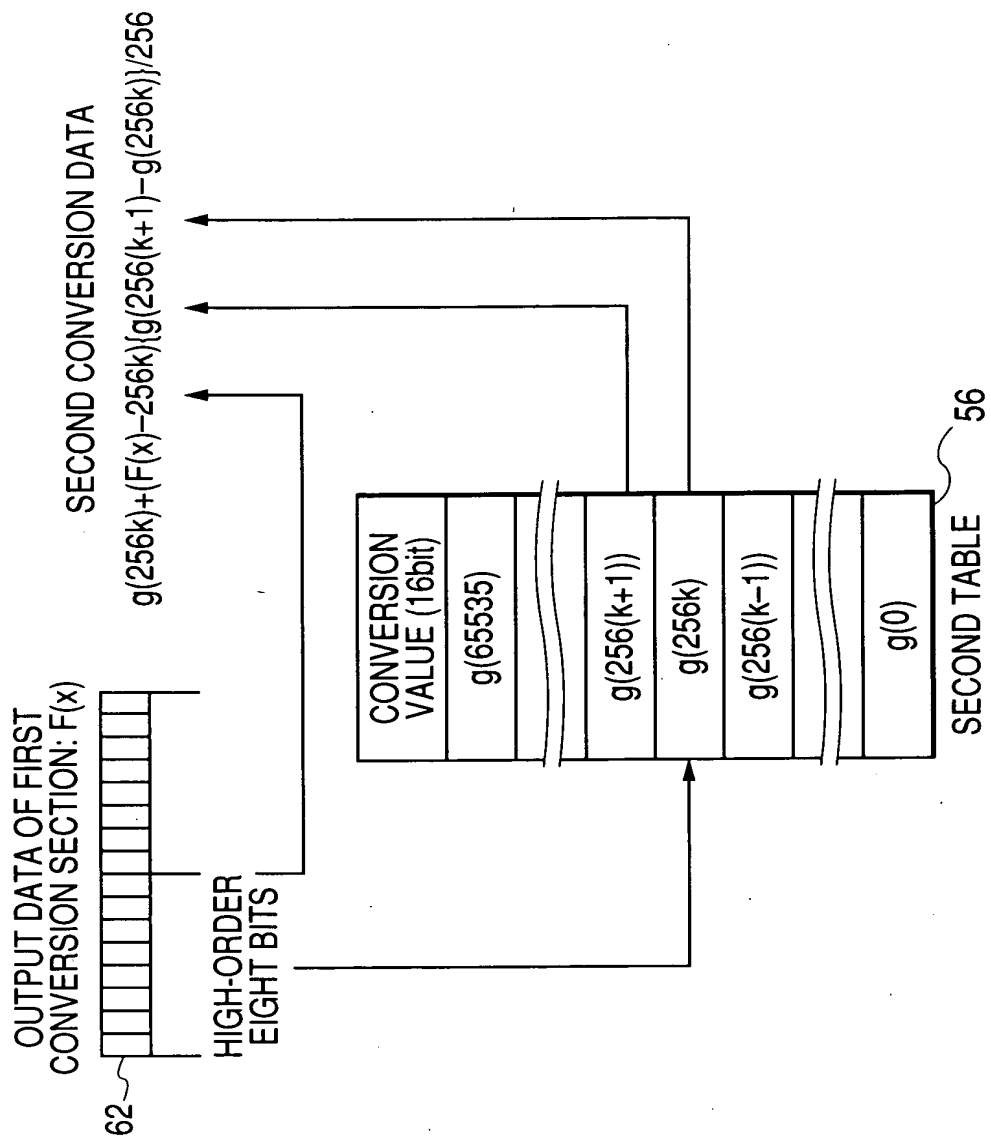 OUTPUT DATA OF FIRST
CONVERSION SECTION: F(x)
62
HIGH-ORDER
EIGHT BITS
SECOND CONVERSION DATA
g(256k)+(F(x)−256k){g(256(k+1)−g(256k)}/256
CONVERSION
VALUE (16bit)
g(65535)
g(256(k+1))
g(256k)
g(256(k−1))
g(0)
SECOND TABLE
56